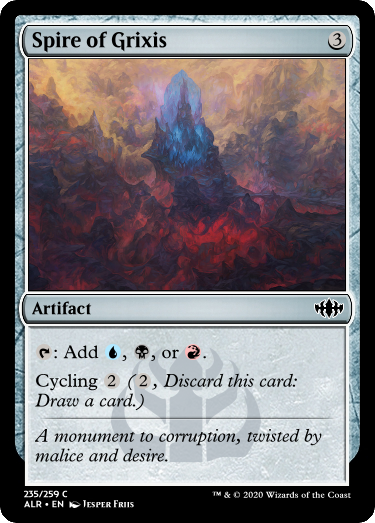 Spire of Grixis 3
Artifact
: Add , , or .
Cycling 2 ( 2, Discard this card:
Draw a card.)
A monument to corruption, twisted by
malice and desire.
235/259 C
ALR • EN Jesper Friis
™ & © 2020 Wizards of the Coast